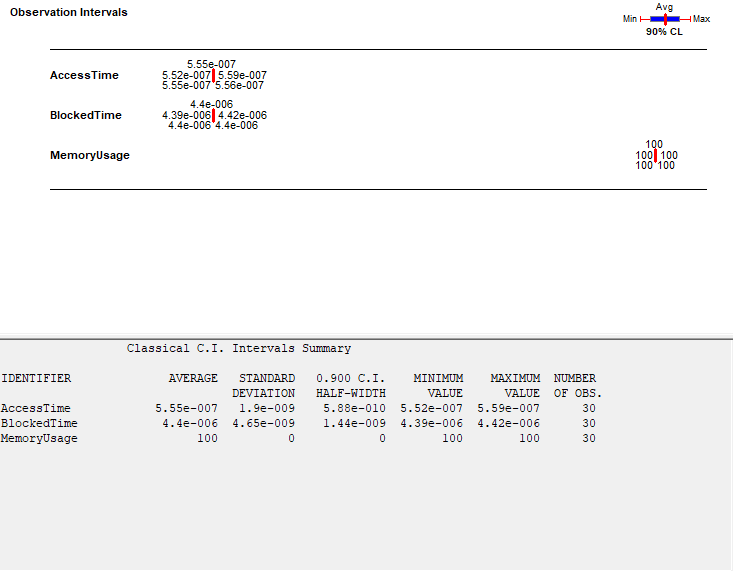 Observation Intervals
Avg
Min Max
90% CL
5.55e-007
AccessTime 5.52e-007 5.59e-007
5.55e-007 5.56e-007
4.4e-006
BlockedTime 4.39e-006 4.42e-006
4.4e-006 4.4e-006
100
MemoryUsage 100 100
100 100
Classical C.I. Intervals Summary
IDENTIFIER AVERAGE STANDARD 0.900 C.I. MINIMUM MAXIMUM NUMBER
DEVIATION HALF-WIDTH VALUE VALUE OF OBS.
AccessTime 5.55e-007 1.9e-009 5.88e-010 5.52e-007 5.59e-007 30
BlockedTime 4.4e-006 4.65e-009 1.44e-009 4.39e-006 4.42e-006 30
MemoryUsage 100 0 0 100 100 30